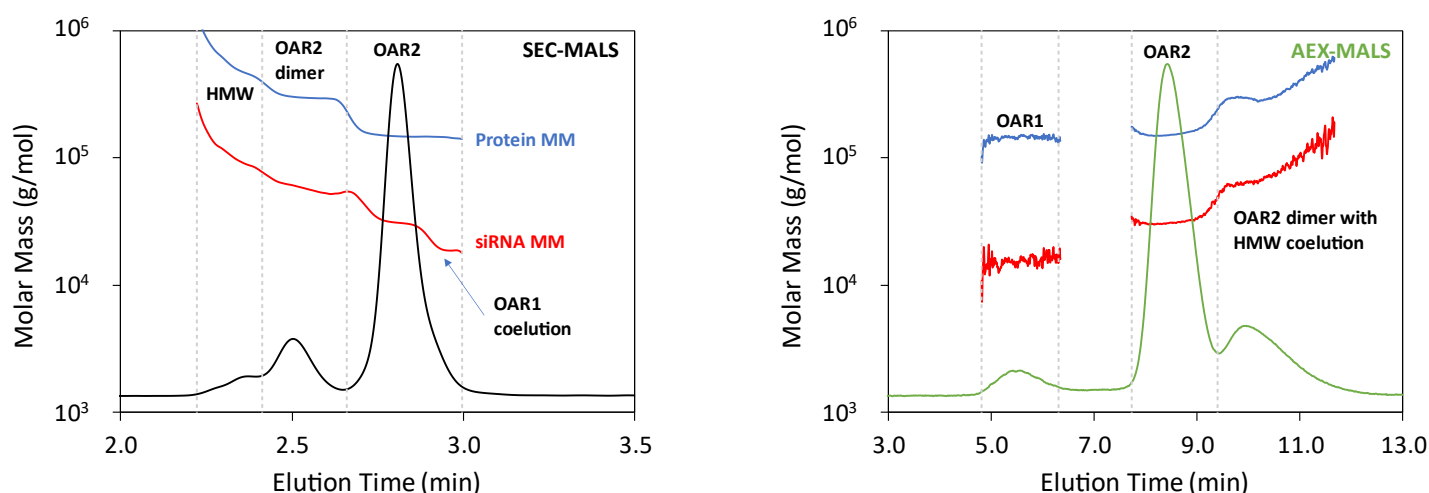 SEC-MALS
Molar Mass (g/mol)
10⁶
10⁵
10⁴
10³
HMW
OAR2
dimer
OAR2
Protein MM
siRNA MM
OAR1
coelution
2.0 2.5 3.0 3.5
Elution Time (min)
AEX-MALS
Molar Mass (g/mol)
10⁶
10⁵
10⁴
10³
OAR1
OAR2
OAR2 dimer with
HMW coelution
3.0 5.0 7.0 9.0 11.0 13.0
Elution Time (min)